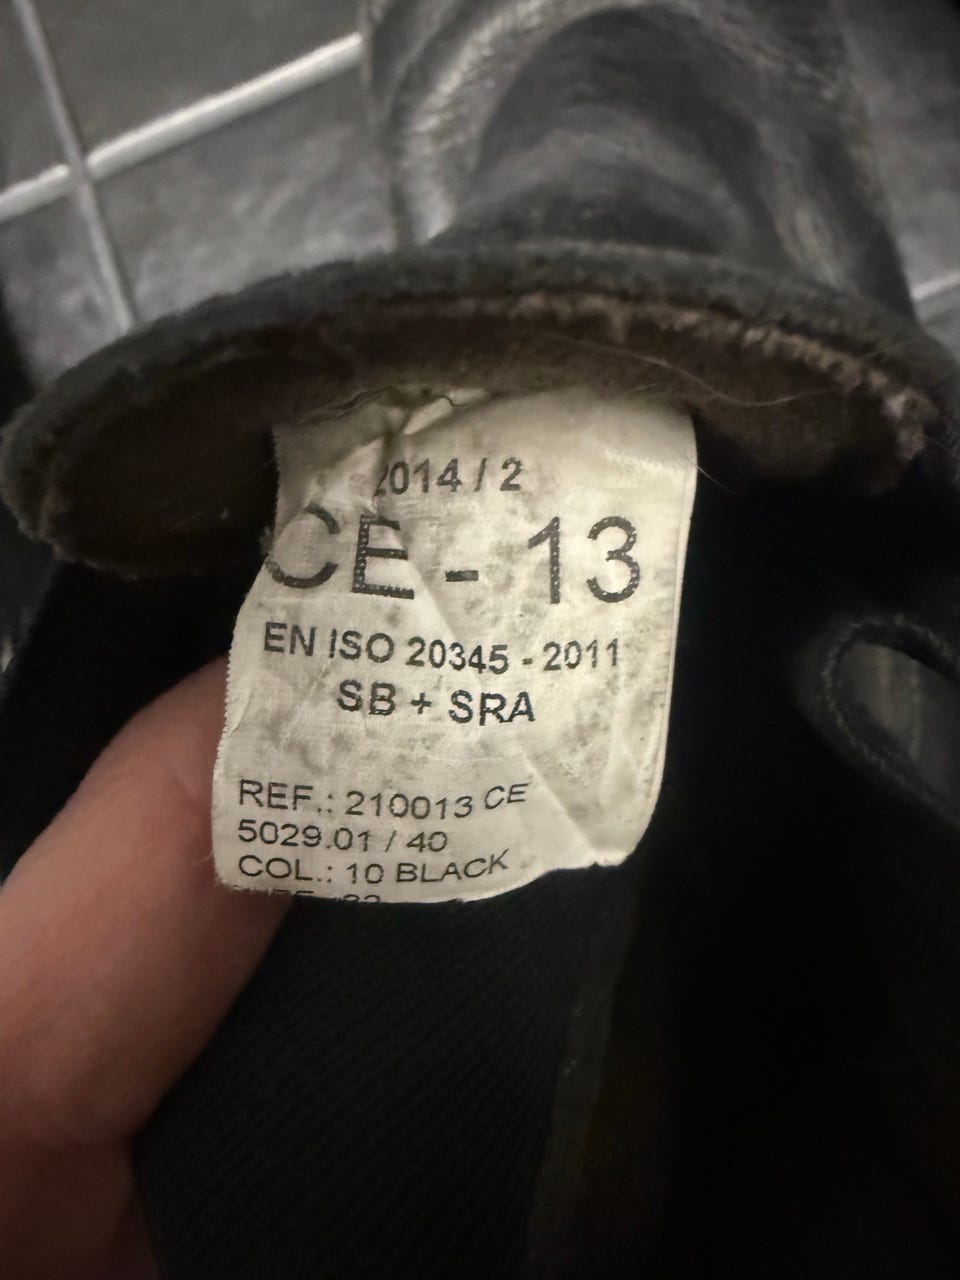 2014 / 2
CE - 13
EN ISO 20345 - 2011
SB + SRA
REF.: 210013 CE
5029.01 / 40
COL.: 10 BLACK